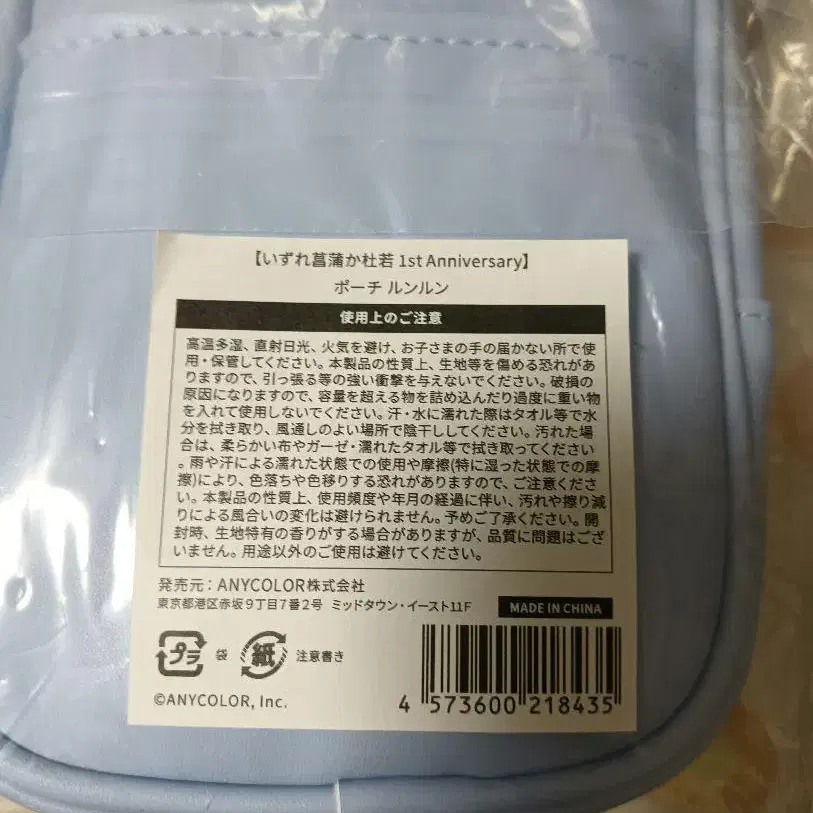 【いずれ菖蒲か杜若 1st Anniversary】
ポーチ ルンルン
使用上のご注意
高温多湿、直射日光、火気を避け、お子さまの手の届かない所で使
用・保管してください。本製品の性質上、生地等を傷める恐れがあ
りますので、引っ張る等の強い衝撃を与えないでください。破損の
原因になりますので、容量を超える物を詰め込んだり過度に重い物
を入れて使用しないでください。汗・水に濡れた際はタオル等で水
分を拭き取り、風通しのよい場所で陰干ししてください。汚れた場
合は、柔らかい布やガーゼ・濡れたタオル等で拭き取ってください
。雨や汗による濡れた状態での使用や摩擦(特に湿った状態での摩
擦)により、色落ちや色移りする恐れがありますので、ご注意くださ
い。本製品の性質上、使用頻度や年月の経過に伴い、汚れや擦り減
りによる風合いの変化は避けられません。予めご了承ください。開
封時、生地特有の香りがする場合がありますが、品質に問題はござ
いません。用途以外のご使用は避けてください。
発売元：ANYCOLOR株式会社
東京都港区赤坂９丁目７番２号 ミッドタウン・イースト11F
MADE IN CHINA
プラ 袋 紙 注意書き
©ANYCOLOR, Inc.
4 573600 218435